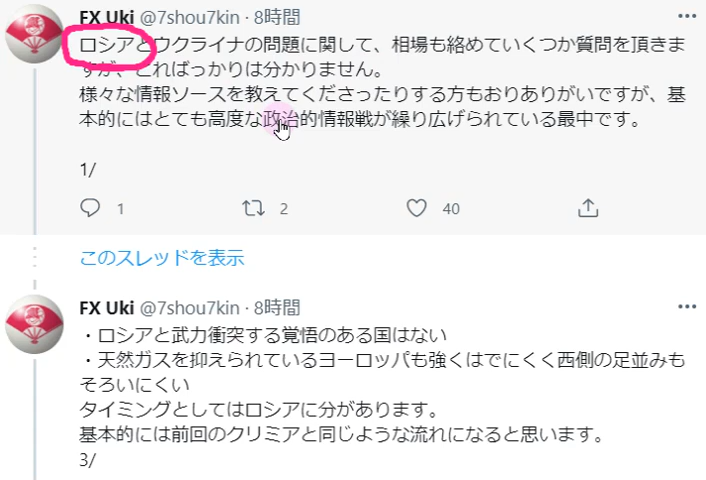 FX Uki @7shou7kin · 8時間
ロシアとウクライナの問題に関して、相場も絡めていくつか質問を頂きま
すが、こればっかりは分かりません。
様々な情報ソースを教えてくださったりする方もおりありがいですが、基
本的にはとても高度な政治的情報戦が繰り広げられている最中です。
1/
1 2 40
このスレッドを表示
FX Uki @7shou7kin · 8時間
・ロシアと武力衝突する覚悟のある国はない
・天然ガスを抑えられているヨーロッパも強くはでにくく西側の足並みも
そろいにくい
タイミングとしてはロシアに分があります。
基本的には前回のクリミアと同じような流れになると思います。
3/